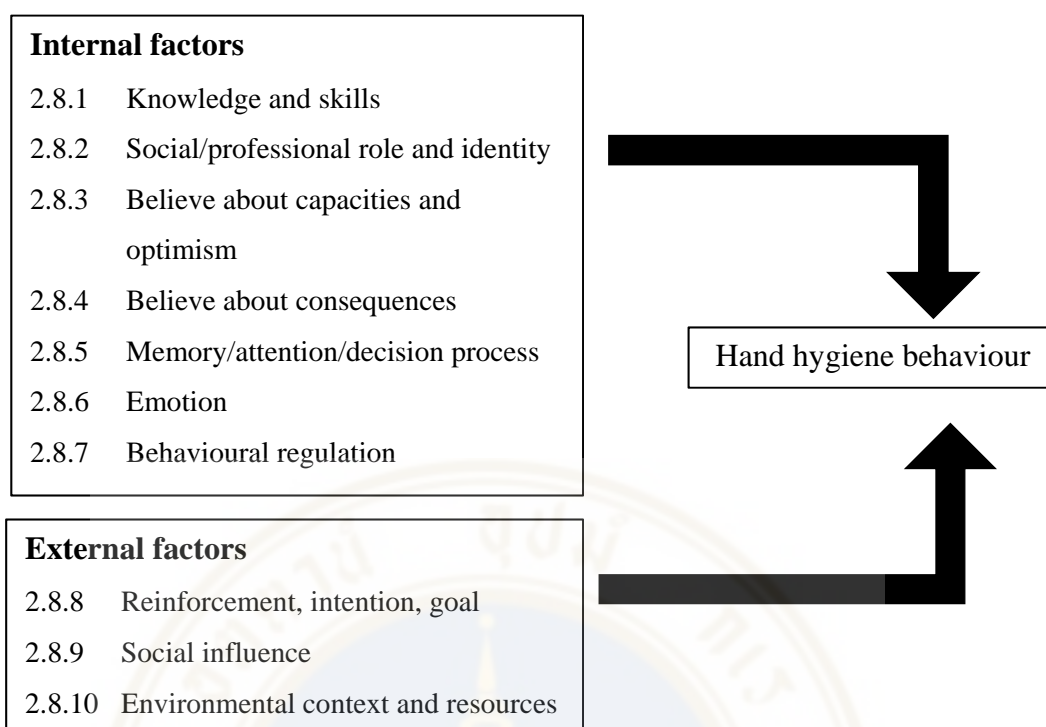 Internal factors
2.8.1 Knowledge and skills
2.8.2 Social/professional role and identity
2.8.3 Believe about capacities and
optimism
2.8.4 Believe about consequences
2.8.5 Memory/attention/decision process
2.8.6 Emotion
2.8.7 Behavioural regulation
Hand hygiene behaviour
External factors
2.8.8 Reinforcement, intention, goal
2.8.9 Social influence
2.8.10 Environmental context and resources